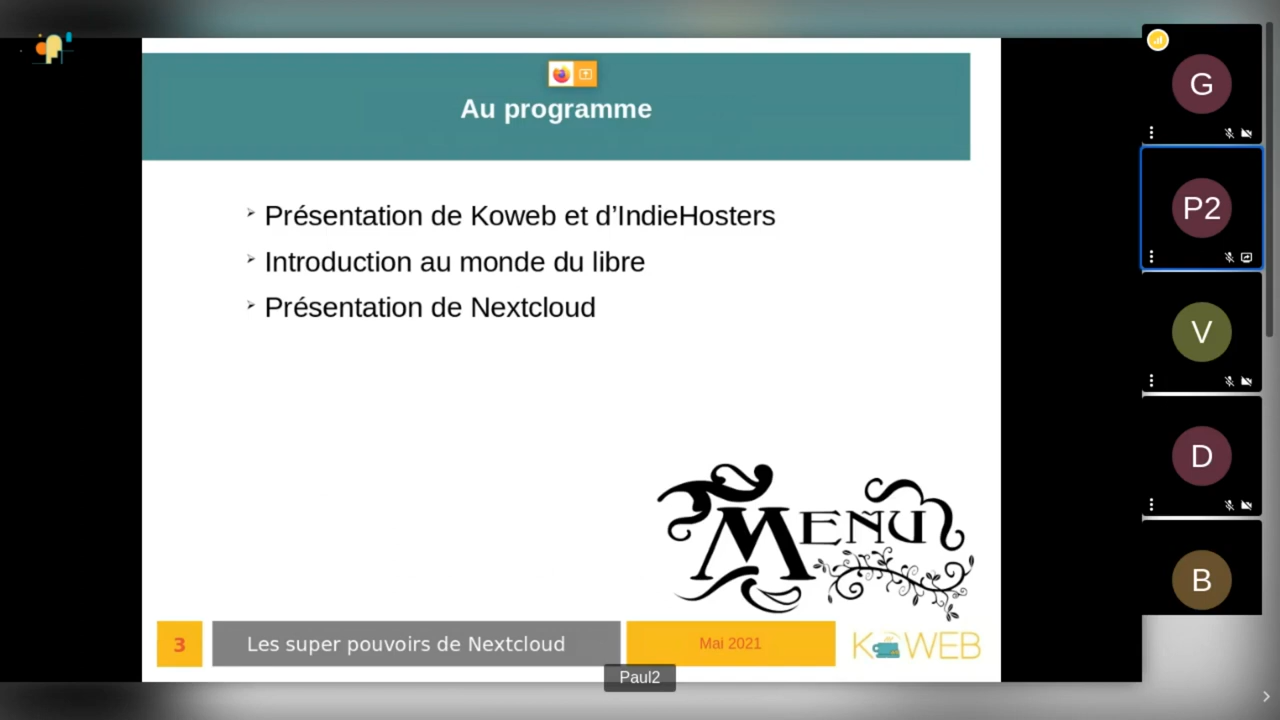 Au programme
Présentation de Koweb et d’IndieHosters
Introduction au monde du libre
Présentation de Nextcloud
MENU
3
Les super pouvoirs de Nextcloud
Mai 2021
KOWEB
Paul2
G
P2
V
D
B